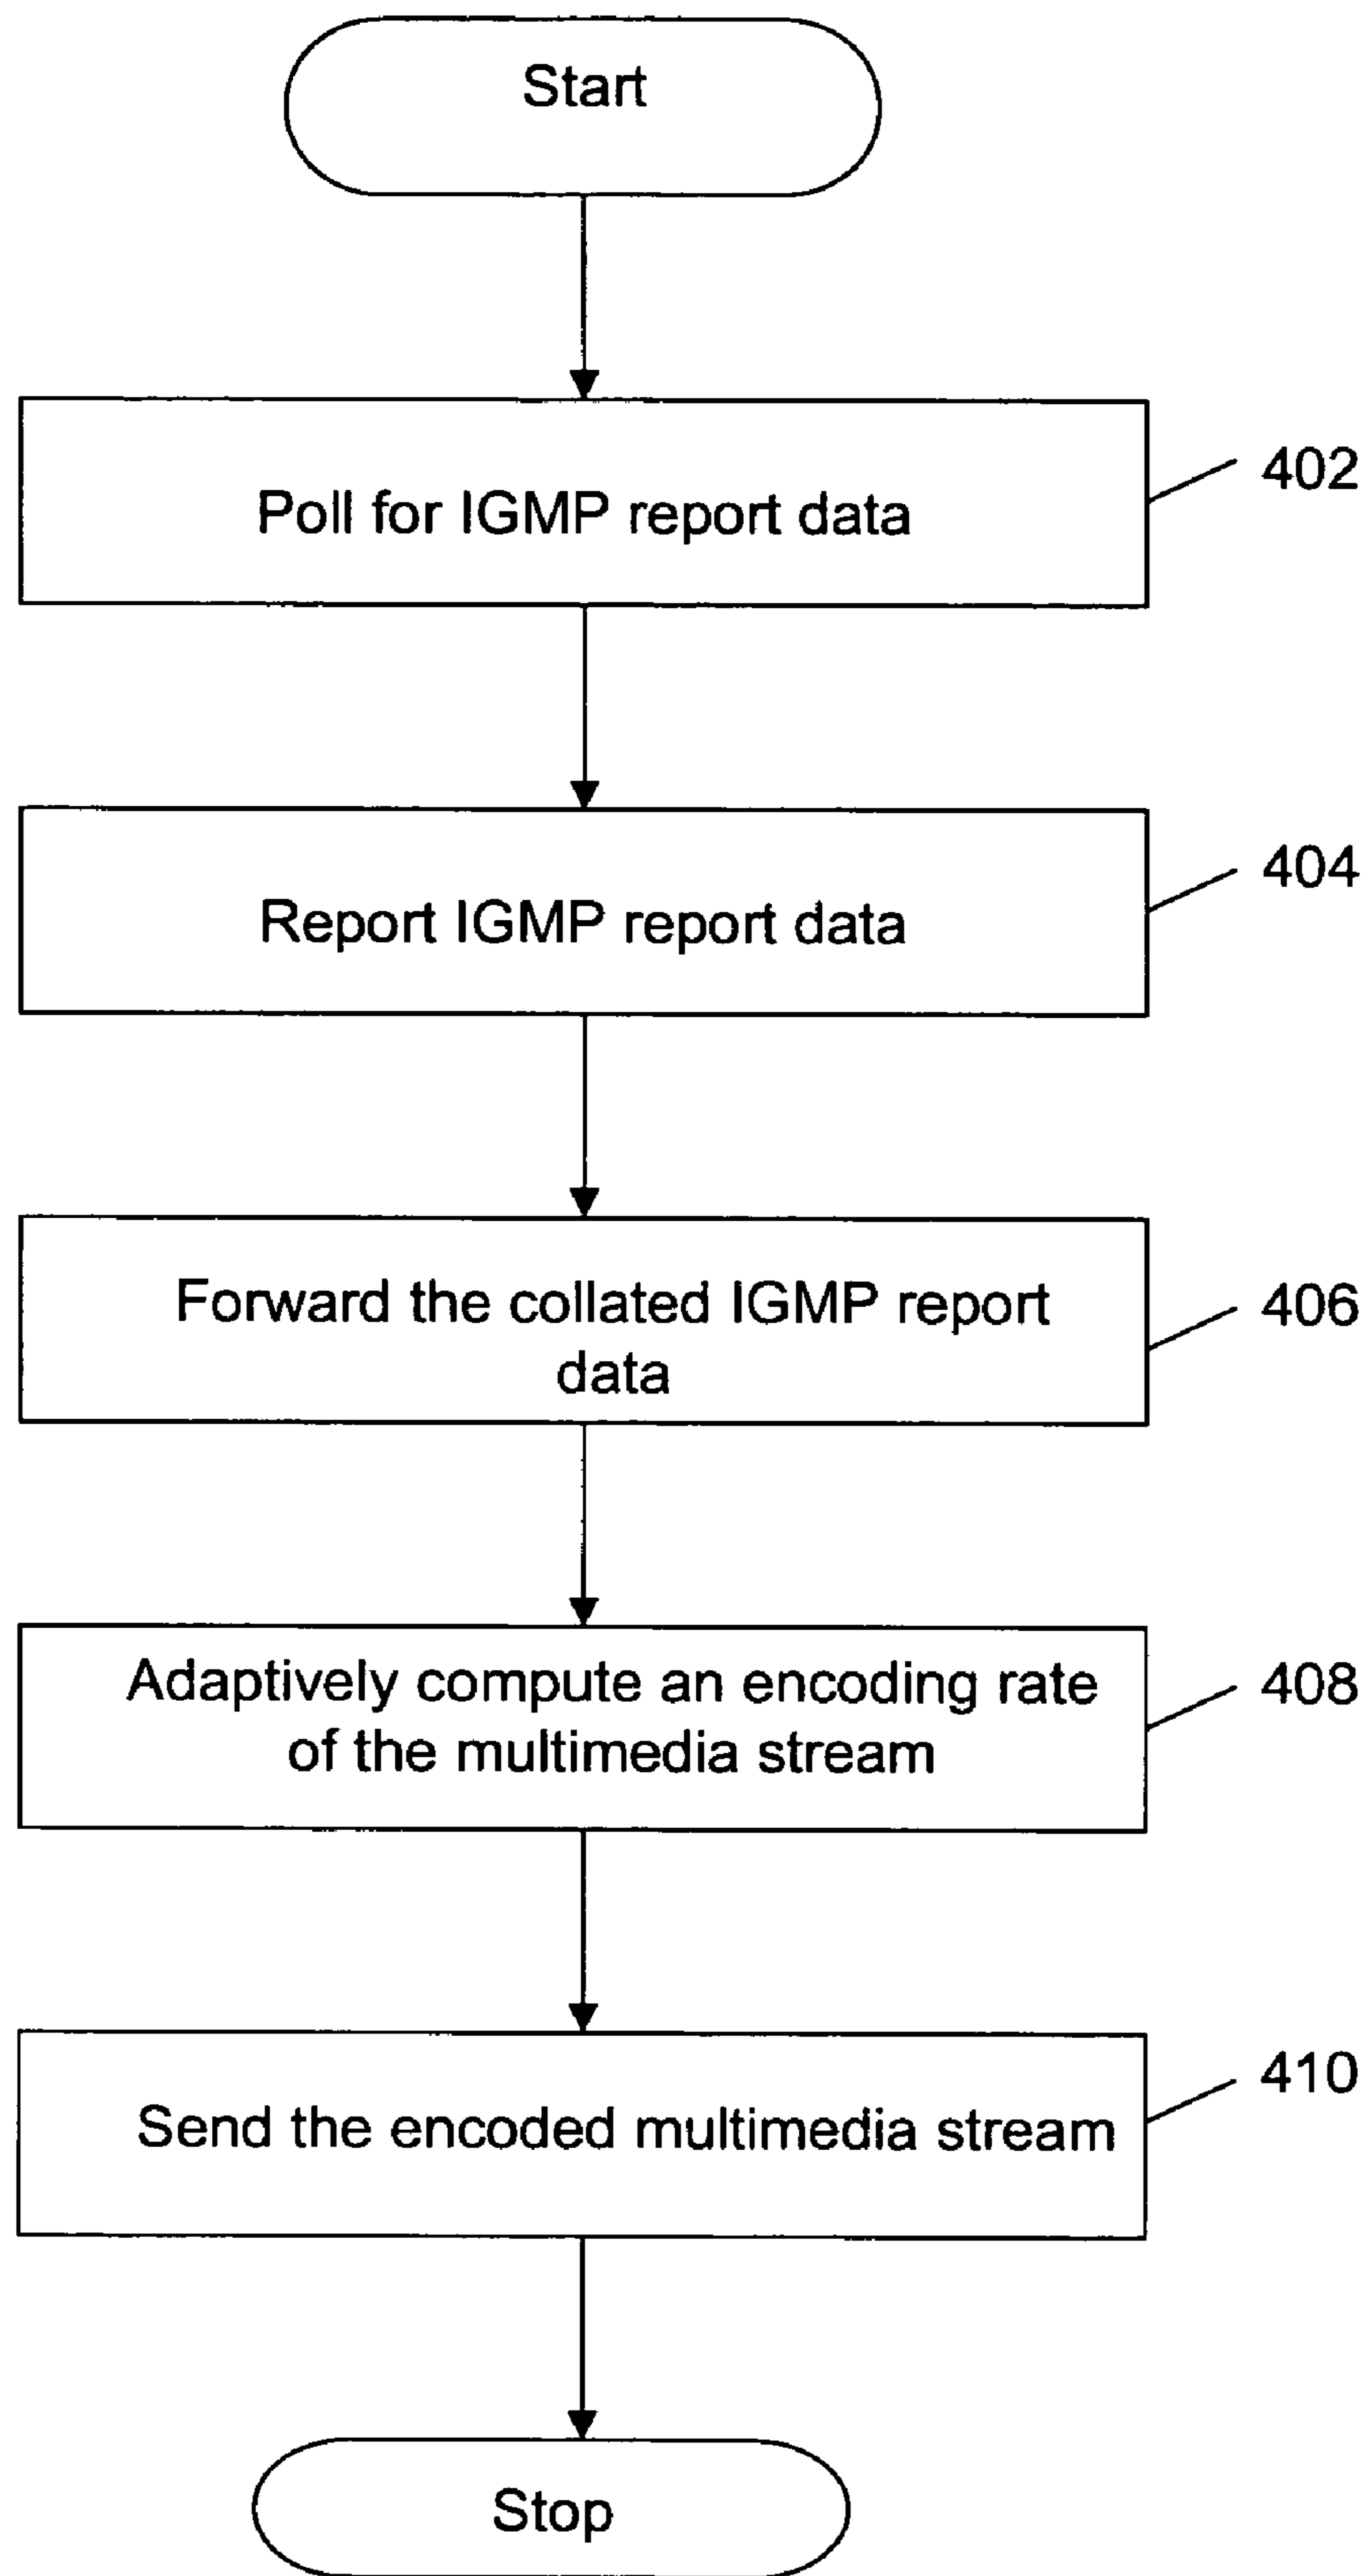 Start
Poll for IGMP report data
402
Report IGMP report data
404
Forward the collated IGMP report
data
406
Adaptively compute an encoding rate
of the multimedia stream
408
Send the encoded multimedia stream
410
Stop